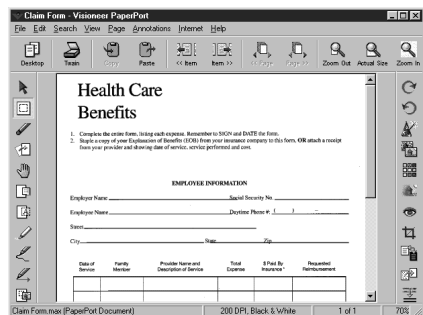 Claim Form - Visioneer PaperPort
File Edit Search View Page Annotations Internet Help
Desktop Twain Copy Paste << Item Item >> << Page Page >> Zoom Out Actual Size Zoom In
Health Care
Benefits
1. Complete the entire form, listing each expense. Remember to SIGN and DATE the form.
2. Staple a copy of your Explanation of Benefits (EOB) from your insurance company to this form, OR attach a receipt
from your provider and showing date of service, service performed and cost.
EMPLOYEE INFORMATION
Employer Name Social Security No.
Employee Name Daytime Phone #: ( ) -
Street
City State Zip
Date of Service Family Member Provider Name and Description of Service Total Expense $ Paid By Insurance * Requested Reimbursement
Claim Form.max (PaperPort Document) 200 DPI, Black & White 1 of 1 70%